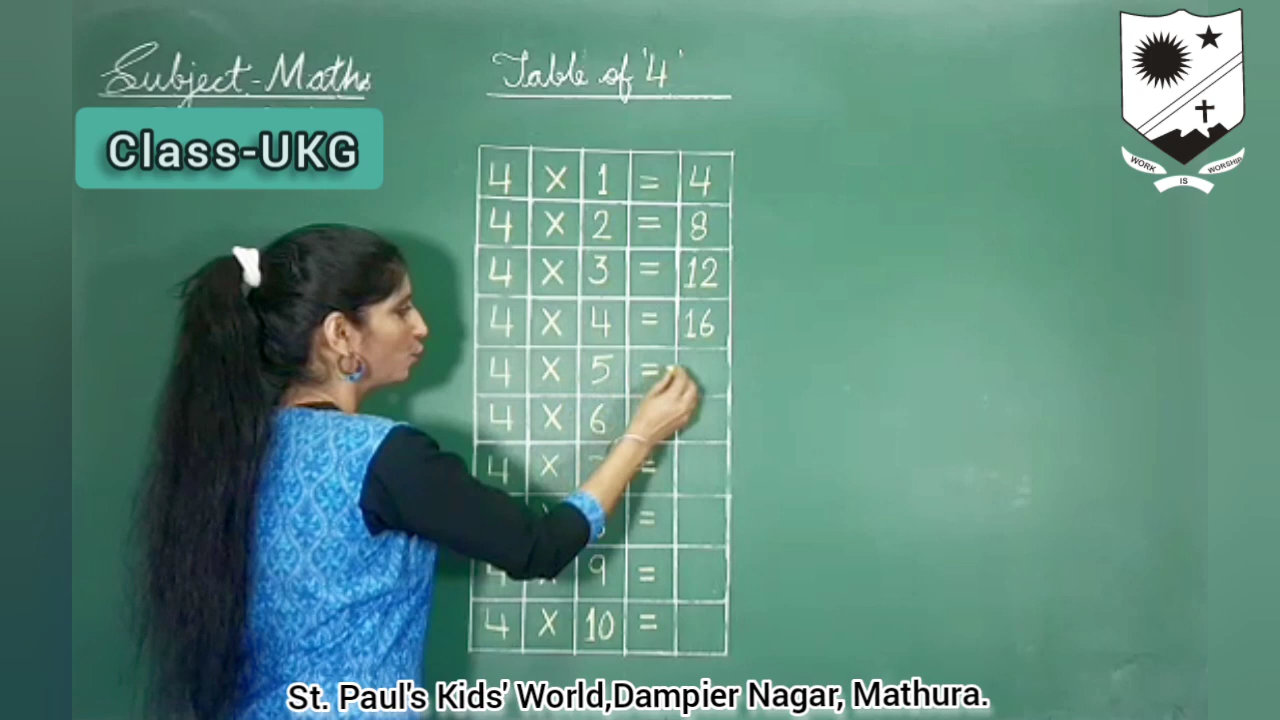 Subject-Maths
Table of '4'
Class-UKG
WORK IS WORSHIP
4 × 1 = 4
4 × 2 = 8
4 × 3 = 12
4 × 4 = 16
4 × 5 =
4 × 6
4 × =
=
4 9 =
4 × 10 =
St. Paul's Kids' World,Dampier Nagar, Mathura.